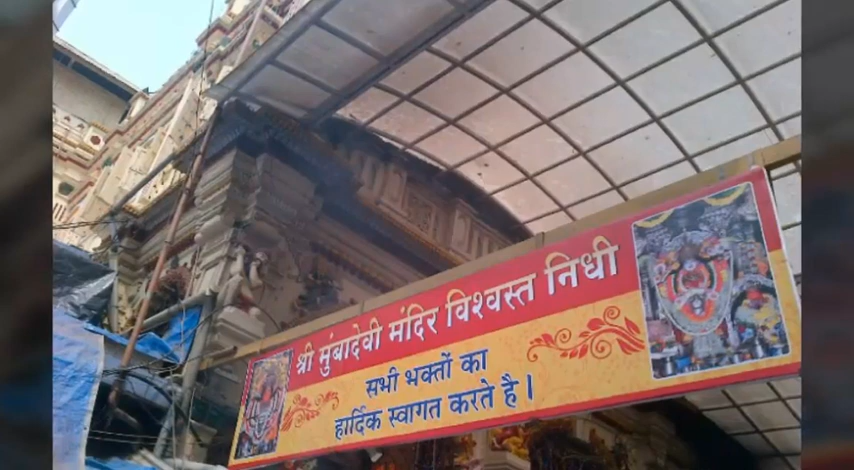 श्री मुंबादेवी मंदिर विश्वस्त निधी
सभी भक्तों का
हार्दिक स्वागत करते है।